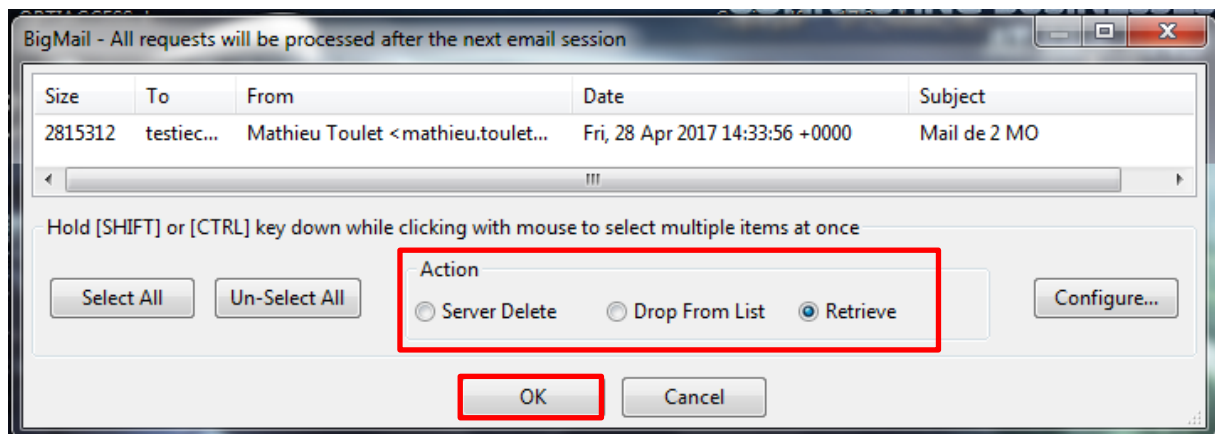 BigMail - All requests will be processed after the next email session
Size To From Date Subject
2815312 testiec... Mathieu Toulet <mathieu.toulet... Fri, 28 Apr 2017 14:33:56 +0000 Mail de 2 MO
Hold [SHIFT] or [CTRL] key down while clicking with mouse to select multiple items at once
Action
Select All Un-Select All Server Delete Drop From List Retrieve Configure...
OK Cancel